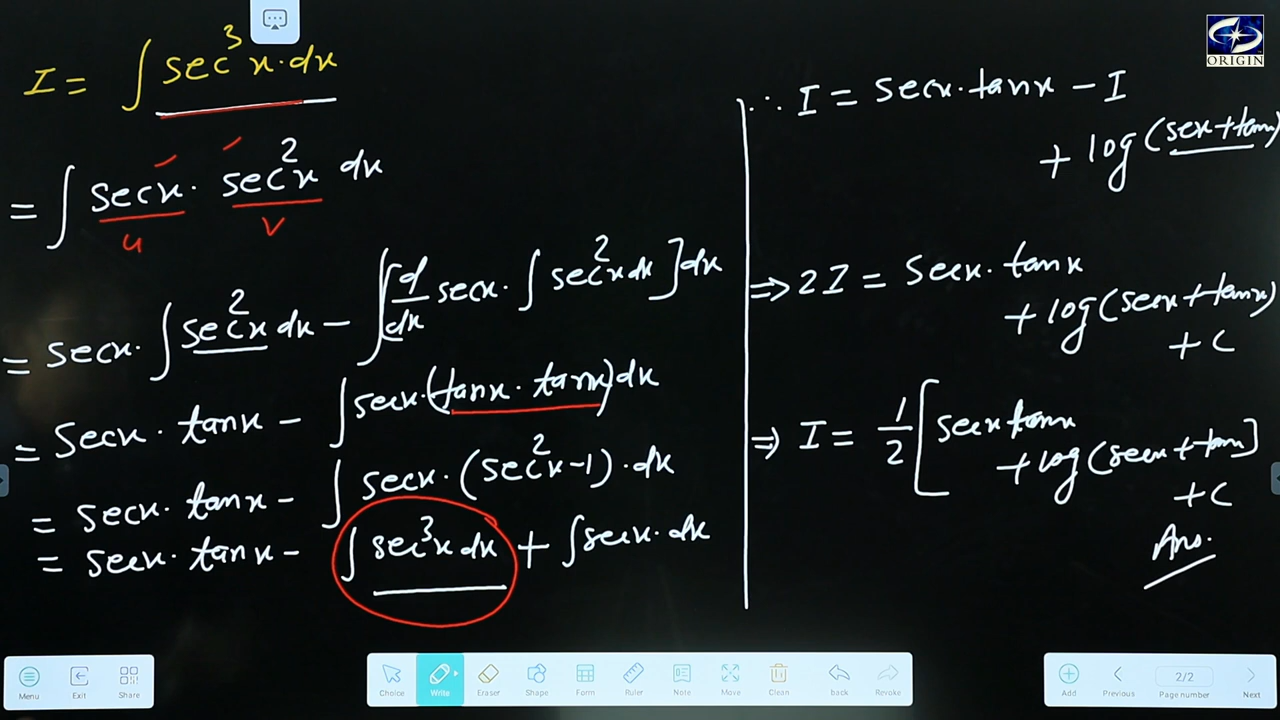 I = ∫ sec³x·dx
= ∫ secx · sec²x dx
u v
= secx · ∫ sec²x dx − ∫[d/dx secx · ∫ sec²x dx] dx
= secx · tanx − ∫ secx·(tanx · tanx) dx
= secx · tanx − ∫ secx · (sec²x−1) · dx
= secx · tanx − ∫ sec³x dx + ∫ secx · dx
∴ I = secx · tanx − I
+ log(secx+tanx)
⇒ 2I = secx · tanx
+ log(secx+tanx)
+ c
⇒ I = 1/2 [secx tanx
+ log(secx+tanx]
+ c
Ans.
ORIGIN
Menu Exit Share
Choice Write Eraser Shape Form Ruler Note Move Clean back Revoke
Add Previous 2/2 Page number Next